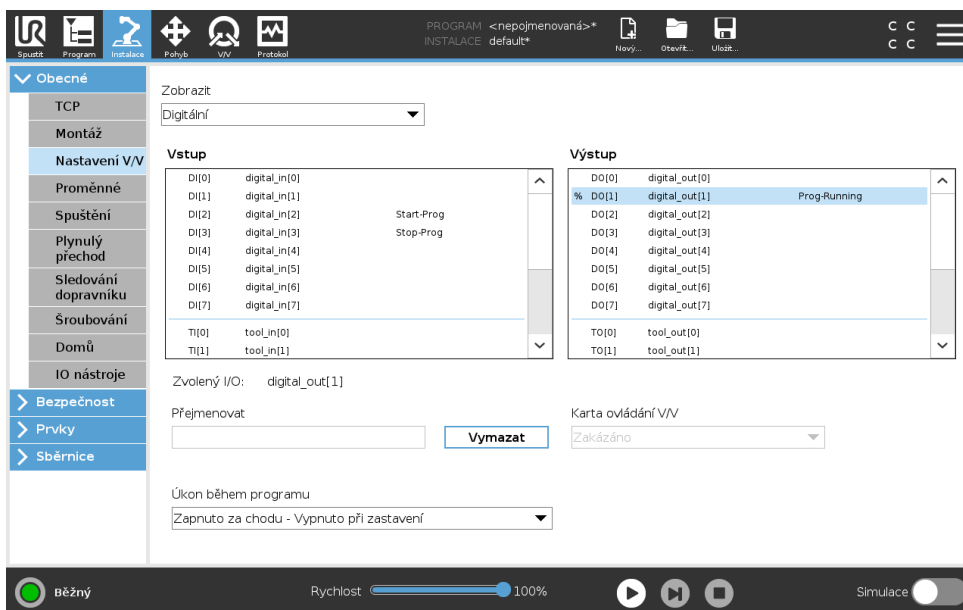 PROGRAM <nepojmenovaná>*
INSTALACE default*
Spustit Program Instalace Pohyb V/V Protokol Nový... Otevřít... Uložit...
C C
C C
Obecné
TCP
Montáž
Nastavení V/V
Proměnné
Spuštění
Plynulý
přechod
Sledování
dopravníku
Šroubování
Domů
IO nástroje
Bezpečnost
Prvky
Sběrnice
Zobrazit
Digitální
Vstup
DI[0] digital_in[0]
DI[1] digital_in[1]
DI[2] digital_in[2] Start-Prog
DI[3] digital_in[3] Stop-Prog
DI[4] digital_in[4]
DI[5] digital_in[5]
DI[6] digital_in[6]
DI[7] digital_in[7]
TI[0] tool_in[0]
TI[1] tool_in[1]
Výstup
DO[0] digital_out[0]
% DO[1] digital_out[1] Prog-Running
DO[2] digital_out[2]
DO[3] digital_out[3]
DO[4] digital_out[4]
DO[5] digital_out[5]
DO[6] digital_out[6]
DO[7] digital_out[7]
TO[0] tool_out[0]
TO[1] tool_out[1]
Zvolený I/O: digital_out[1]
Přejmenovat
Vymazat
Karta ovládání V/V
Zakázáno
Úkon během programu
Zapnuto za chodu - Vypnuto při zastavení
Běžný
Rychlost 100%
Simulace